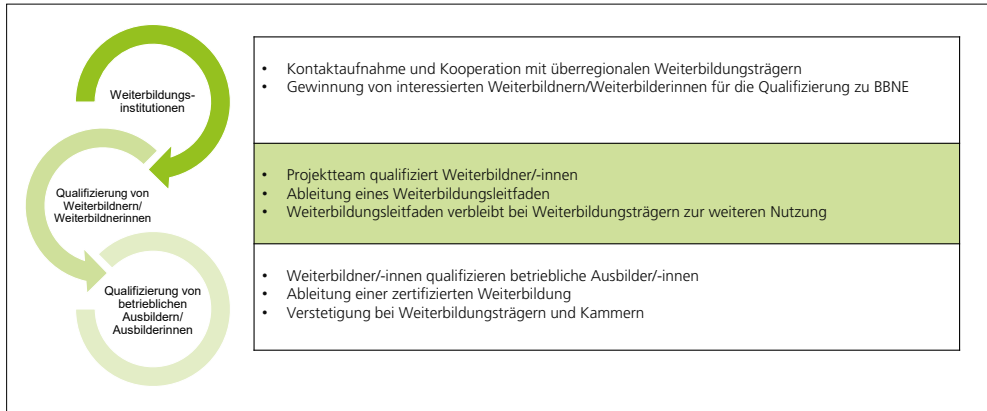 Weiterbildungs-
institutionen
• Kontaktaufnahme und Kooperation mit überregionalen Weiterbildungsträgern
• Gewinnung von interessierten Weiterbildnern/Weiterbilderinnen für die Qualifizierung zu BBNE
Qualifizierung von
Weiterbildnern/
Weiterbildnerinnen
• Projektteam qualifiziert Weiterbildner/-innen
• Ableitung eines Weiterbildungsleitfaden
• Weiterbildungsleitfaden verbleibt bei Weiterbildungsträgern zur weiteren Nutzung
Qualifizierung von
betrieblichen
Ausbildern/
Ausbilderinnen
• Weiterbildner/-innen qualifizieren betriebliche Ausbilder/-innen
• Ableitung einer zertifizierten Weiterbildung
• Verstetigung bei Weiterbildungsträgern und Kammern